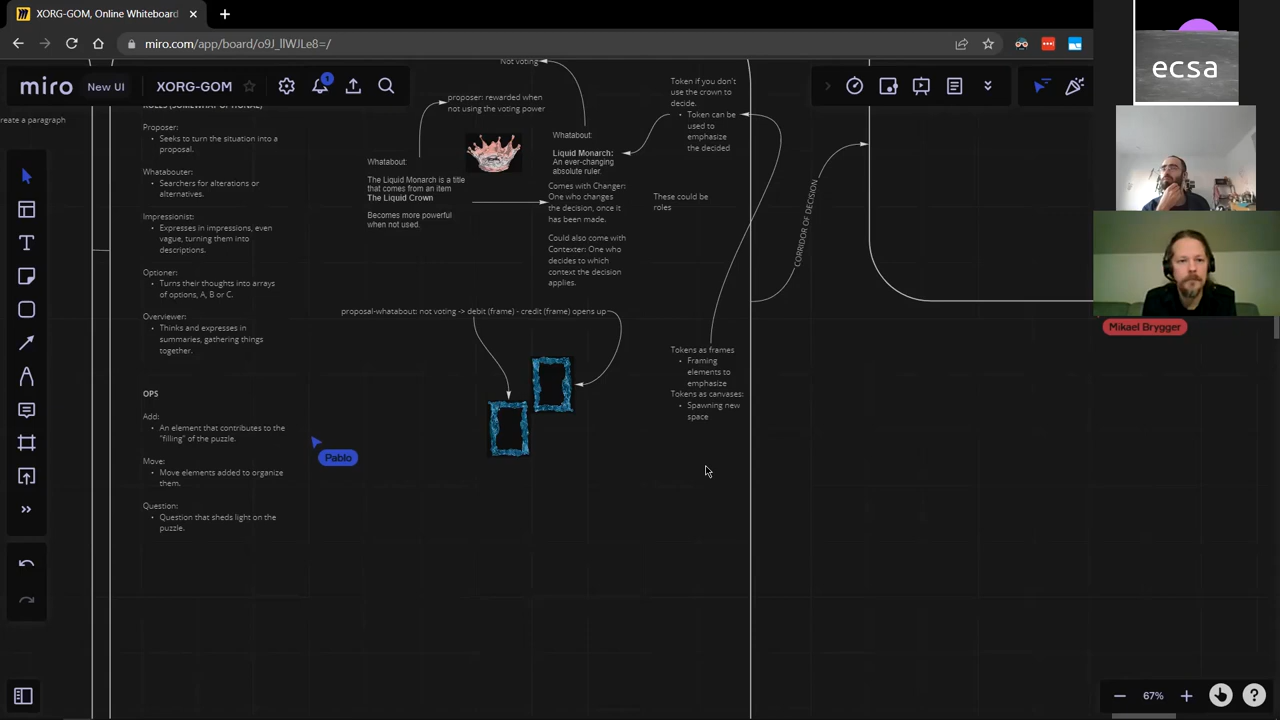 XORG-GOM, Online Whiteboard
miro.com/app/board/o9J_llWJLe8=/
miro
New UI
XORG-GOM
1
ecsa
Mikael Brygger
Pablo
reate a paragraph
RULES (SOMEWHAT OPTIONAL)
Proposer:
• Seeks to turn the situation into a
proposal.
Whatabouter:
• Searchers for alterations or
alternatives.
Impressionist:
• Expresses in impressions, even
vague, turning them into
descriptions.
Optioner:
• Turns their thoughts into arrays
of options, A, B or C.
Overviewer:
• Thinks and expresses in
summaries, gathering things
together.
OPS
Add:
• An element that contributes to the
"filling" of the puzzle.
Move:
• Move elements added to organize
them.
Question:
• Question that sheds light on the
puzzle.
Not voting
proposer: rewarded when
not using the voting power
Whatabout:
The Liquid Monarch is a title
that comes from an item
The Liquid Crown
Becomes more powerful
when not used.
Whatabout:
Liquid Monarch:
An ever-changing
absolute ruler.
Comes with Changer:
One who changes
the decision, once it
has been made.
Could also come with
Contexter: One who
decides to which
context the decision
applies.
Token if you don't
use the crown to
decide.
• Token can be
used to
emphasize
the decided
These could be
roles
CORRIDOR OF DECISION
proposal-whatabout: not voting -> debit (frame) - credit (frame) opens up
Tokens as frames
• Framing
elements to
emphasize
Tokens as canvases:
• Spawning new
space
67%